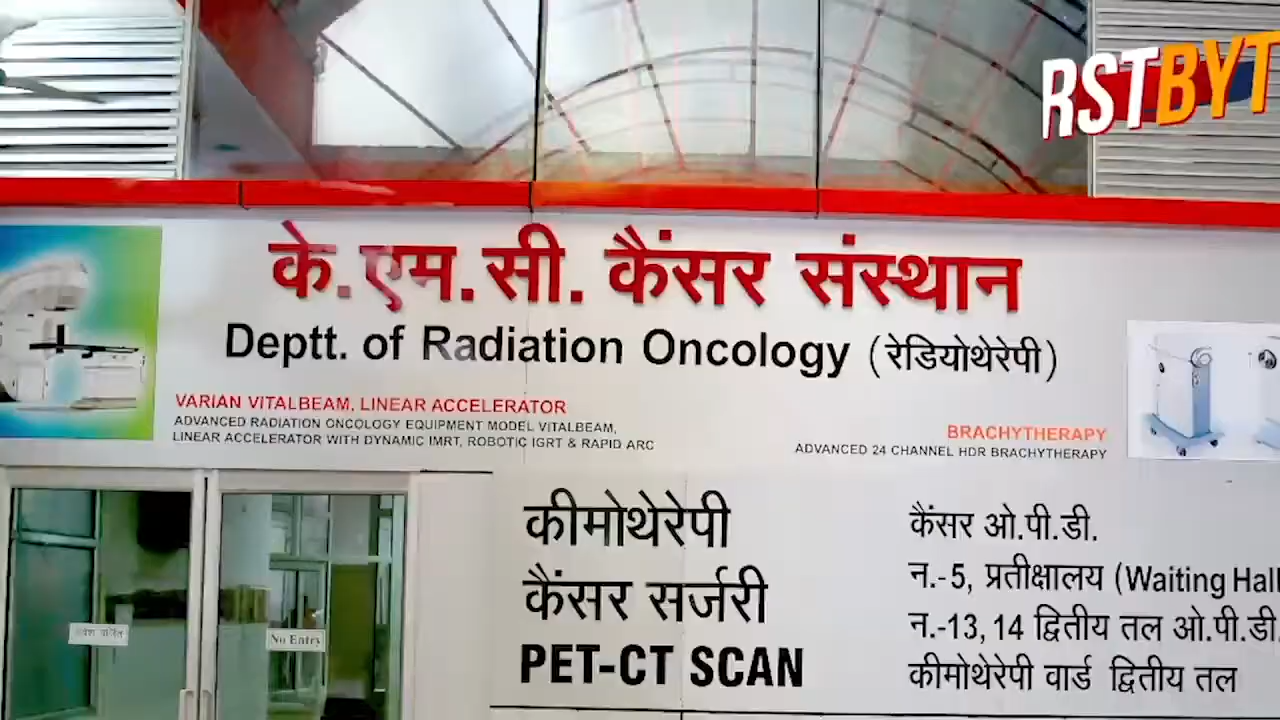 RSTBYT
के.एम.सी. कैंसर संस्थान
Deptt. of Radiation Oncology (रेडियोथेरेपी)
VARIAN VITALBEAM, LINEAR ACCELERATOR
ADVANCED RADIATION ONCOLOGY EQUIPMENT MODEL VITALBEAM,
LINEAR ACCELERATOR WITH DYNAMIC IMRT, ROBOTIC IGRT & RAPID ARC
BRACHYTHERAPY
ADVANCED 24 CHANNEL HDR BRACHYTHERAPY
कीमोथेरेपी
कैंसर सर्जरी
PET-CT SCAN
कैंसर ओ.पी.डी.
न.-5, प्रतीक्षालय (Waiting Hall
न.-13, 14 द्वितीय तल ओ.पी.डी.
कीमोथेरेपी वार्ड द्वितीय तल
प्रवेश वर्जित
No Entry